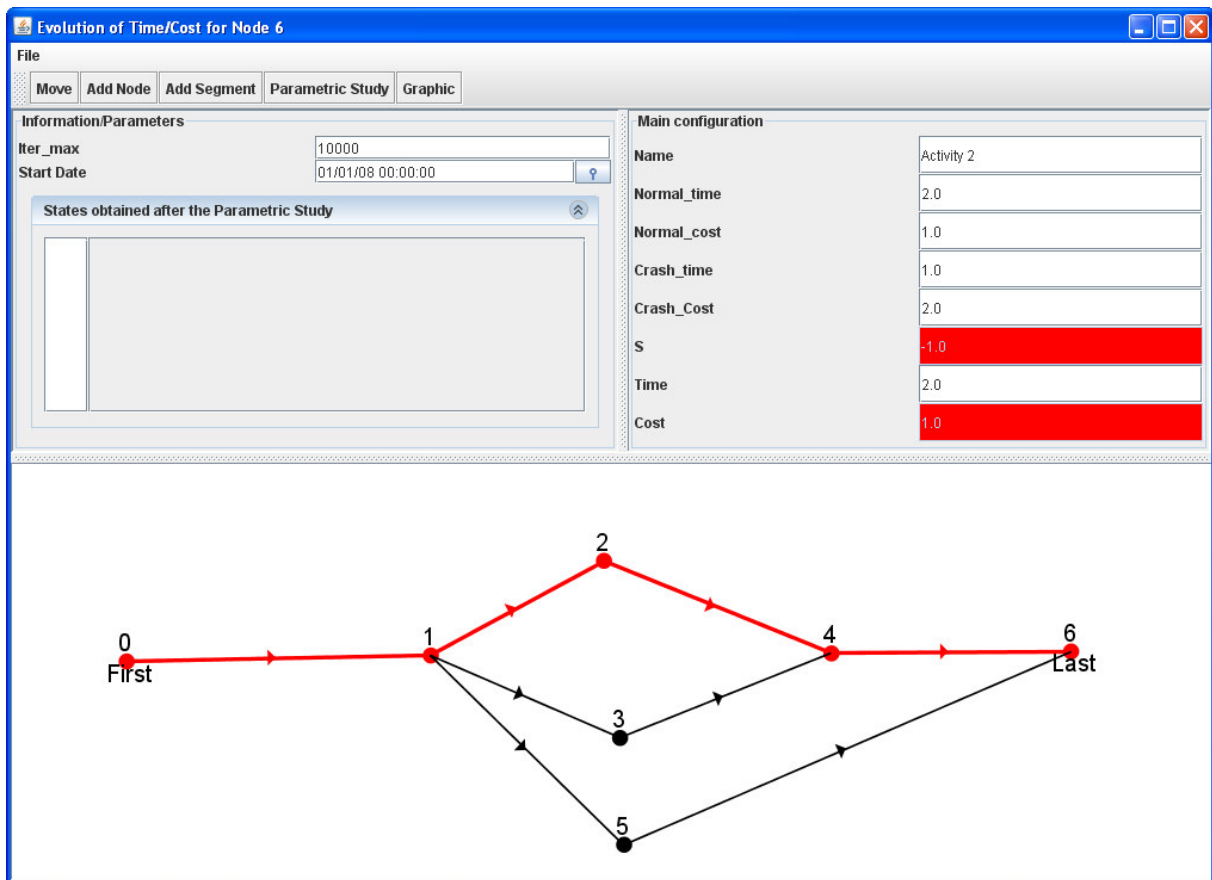 Evolution of Time/Cost for Node 6
File
Move Add Node Add Segment Parametric Study Graphic
Information/Parameters
Iter_max 10000
Start Date 01/01/08 00:00:00
States obtained after the Parametric Study
Main configuration
Name Activity 2
Normal_time 2.0
Normal_cost 1.0
Crash_time 1.0
Crash_Cost 2.0
S -1.0
Time 2.0
Cost 1.0
2
0
First
1
4
6
Last
3
5